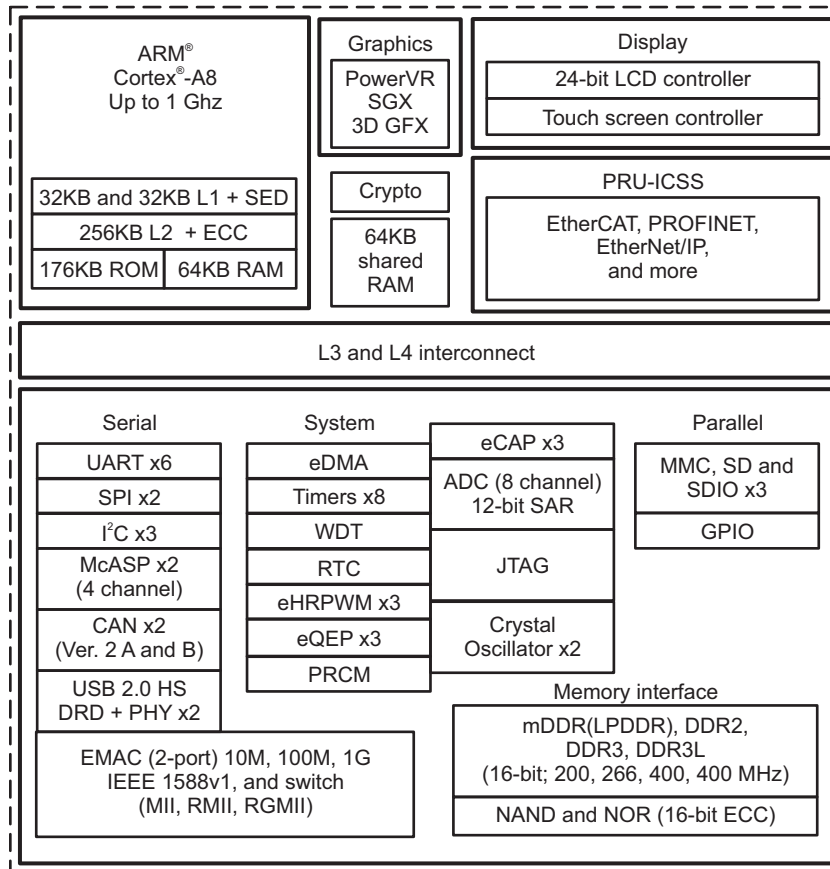 ARM®
Cortex®-A8
Up to 1 Ghz
32KB and 32KB L1 + SED
256KB L2 + ECC
176KB ROM
64KB RAM
Graphics
PowerVR
SGX
3D GFX
Crypto
64KB
shared
RAM
Display
24-bit LCD controller
Touch screen controller
PRU-ICSS
EtherCAT, PROFINET,
EtherNet/IP,
and more
L3 and L4 interconnect
Serial
UART x6
SPI x2
I²C x3
McASP x2
(4 channel)
CAN x2
(Ver. 2 A and B)
USB 2.0 HS
DRD + PHY x2
EMAC (2-port) 10M, 100M, 1G
IEEE 1588v1, and switch
(MII, RMII, RGMII)
System
eDMA
Timers x8
WDT
RTC
eHRPWM x3
eQEP x3
PRCM
eCAP x3
ADC (8 channel)
12-bit SAR
JTAG
Crystal
Oscillator x2
Parallel
MMC, SD and
SDIO x3
GPIO
Memory interface
mDDR(LPDDR), DDR2,
DDR3, DDR3L
(16-bit; 200, 266, 400, 400 MHz)
NAND and NOR (16-bit ECC)